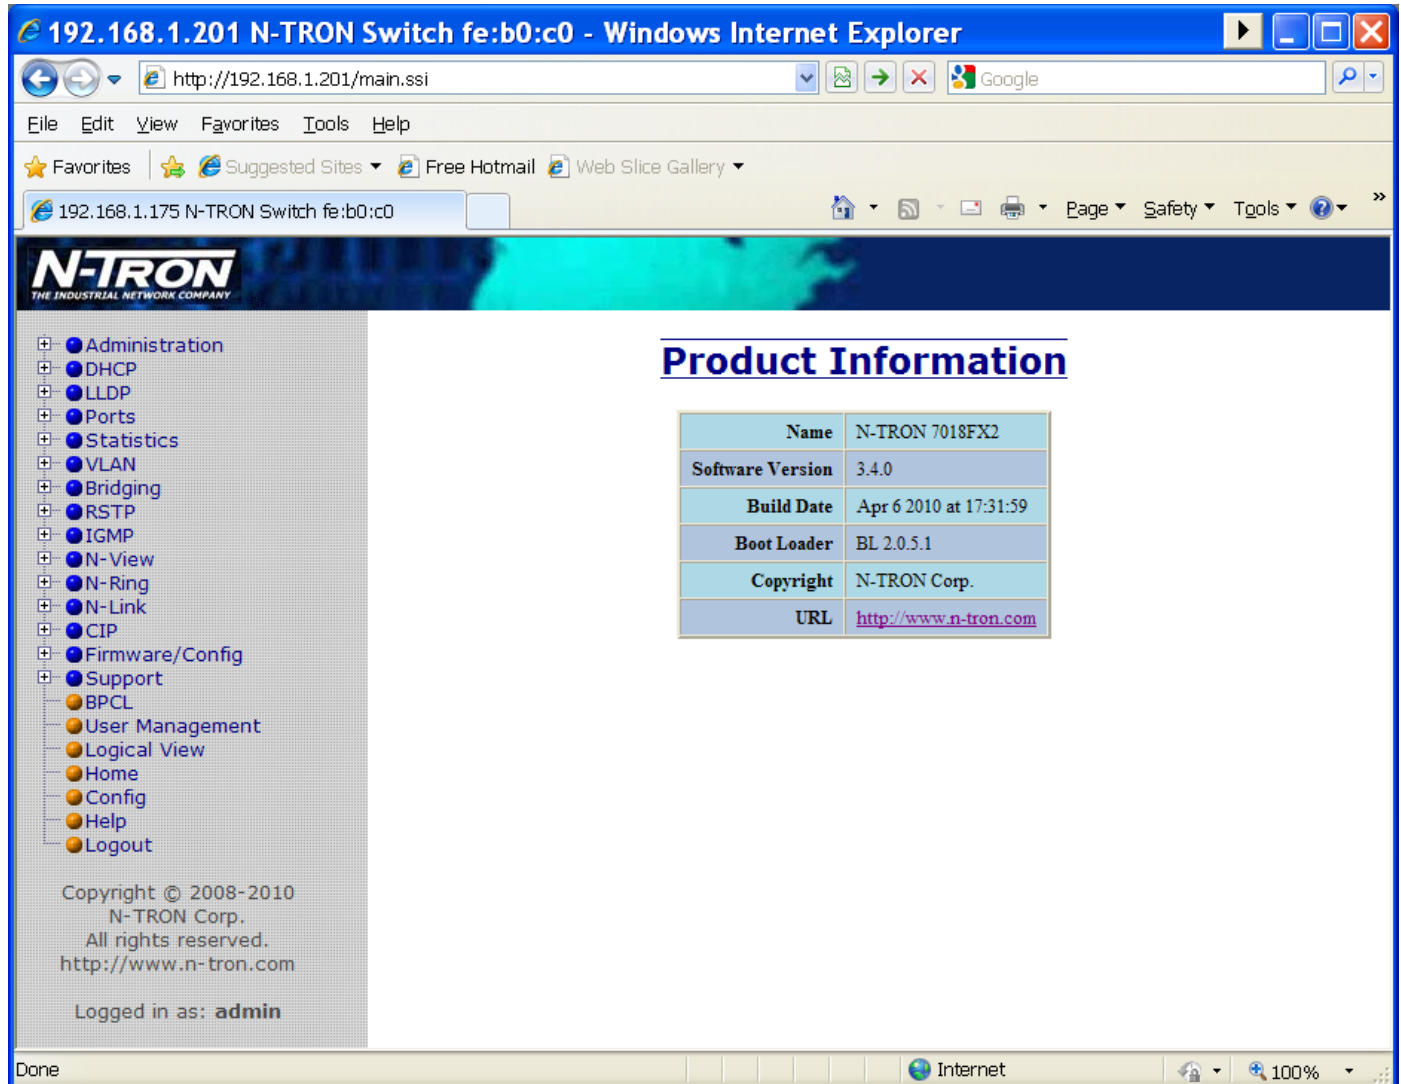 192.168.1.201 N-TRON Switch fe:b0:c0 - Windows Internet Explorer
http://192.168.1.201/main.ssi
Google
File Edit View Favorites Tools Help
Favorites Suggested Sites Free Hotmail Web Slice Gallery
192.168.1.175 N-TRON Switch fe:b0:c0
Page Safety Tools »
N-TRON
THE INDUSTRIAL NETWORK COMPANY
Administration
DHCP
LLDP
Ports
Statistics
VLAN
Bridging
RSTP
IGMP
N-View
N-Ring
N-Link
CIP
Firmware/Config
Support
BPCL
User Management
Logical View
Home
Config
Help
Logout
Copyright © 2008-2010
N-TRON Corp.
All rights reserved.
http://www.n-tron.com
Logged in as: admin
Product Information
Name N-TRON 7018FX2
Software Version 3.4.0
Build Date Apr 6 2010 at 17:31:59
Boot Loader BL 2.0.5.1
Copyright N-TRON Corp.
URL http://www.n-tron.com
Done Internet 100%